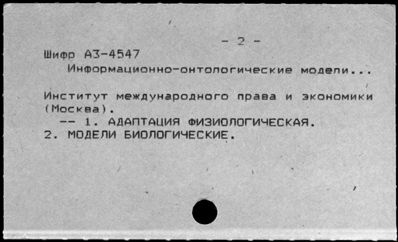 - 2 -
Шифр А3-4547
Информационно-онтологические модели...
Институт международного права и экономики
(Москва).
-- 1. АДАПТАЦИЯ ФИЗИОЛОГИЧЕСКАЯ.
2. МОДЕЛИ БИОЛОГИЧЕСКИЕ.